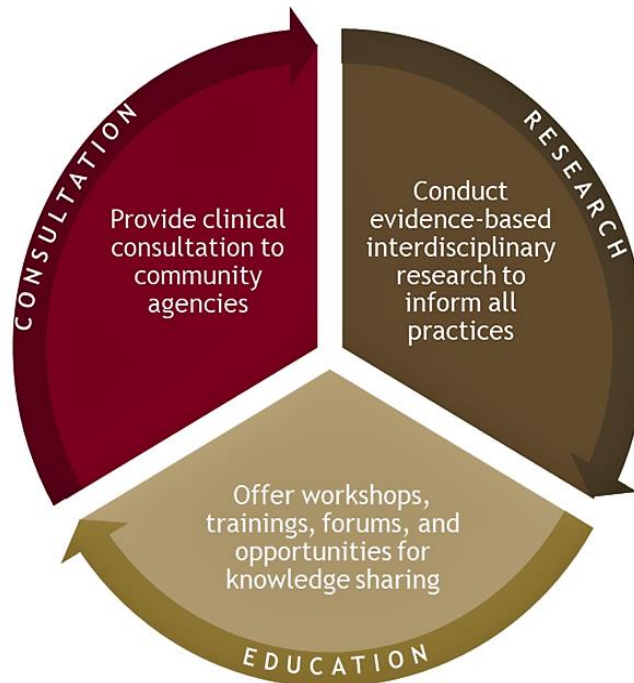 CONSULTATION
Provide clinical
consultation to
community
agencies
RESEARCH
Conduct
evidence-based
interdisciplinary
research to
inform all
practices
Offer workshops,
trainings, forums, and
opportunities for
knowledge sharing
EDUCATION